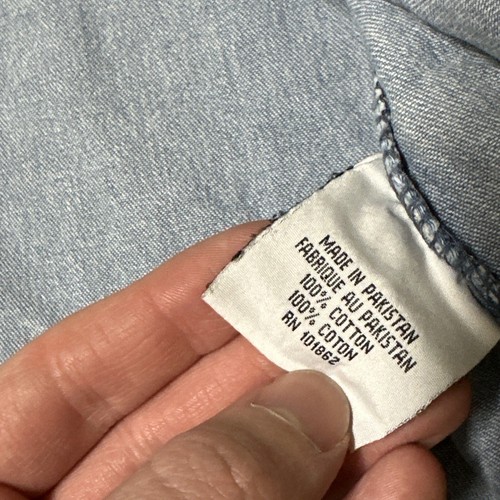 MADE IN PAKISTAN
FABRIQUE AU PAKISTAN
100% COTTON
100% COTON
RN 101862